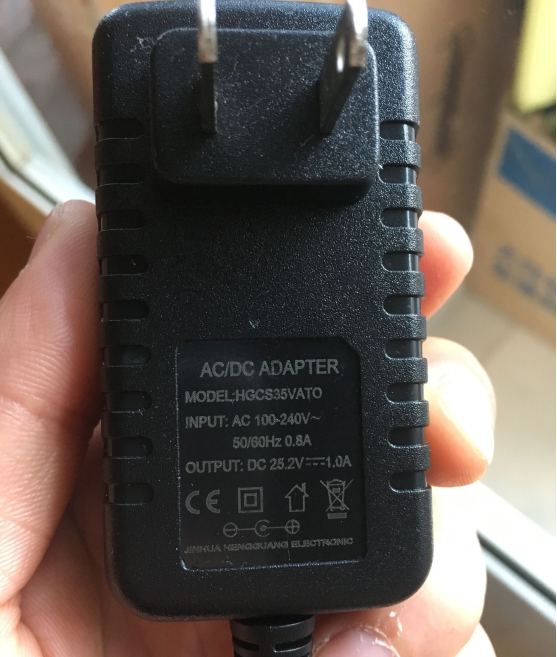 AC/DC ADAPTER
MODEL;HGCS35VATO
INPUT: AC 100-240V~
50/60Hz 0.8A
OUTPUT: DC 25.2V⎓1.0A
CE
JINHUA HENGGUANG ELECTRONIC